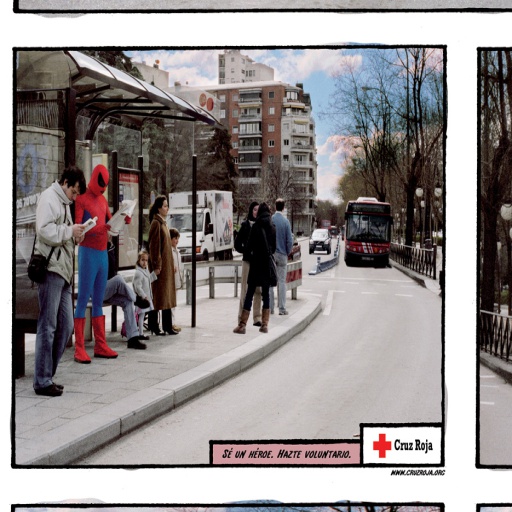 SÉ UN HÉROE. HAZTE VOLUNTARIO.
Cruz Roja
WWW.CRUZROJA.ORG